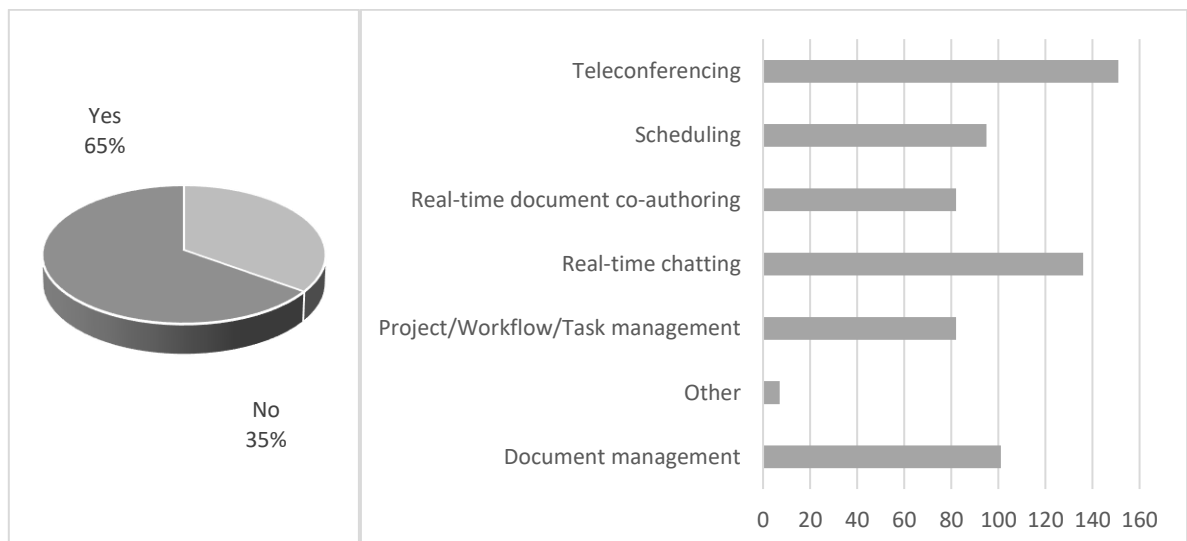 Yes
65%
No
35%
Teleconferencing
Scheduling
Real-time document co-authoring
Real-time chatting
Project/Workflow/Task management
Other
Document management
0 20 40 60 80 100 120 140 160